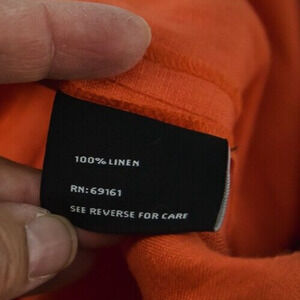 100% LINEN
RN: 69161
SEE REVERSE FOR CARE